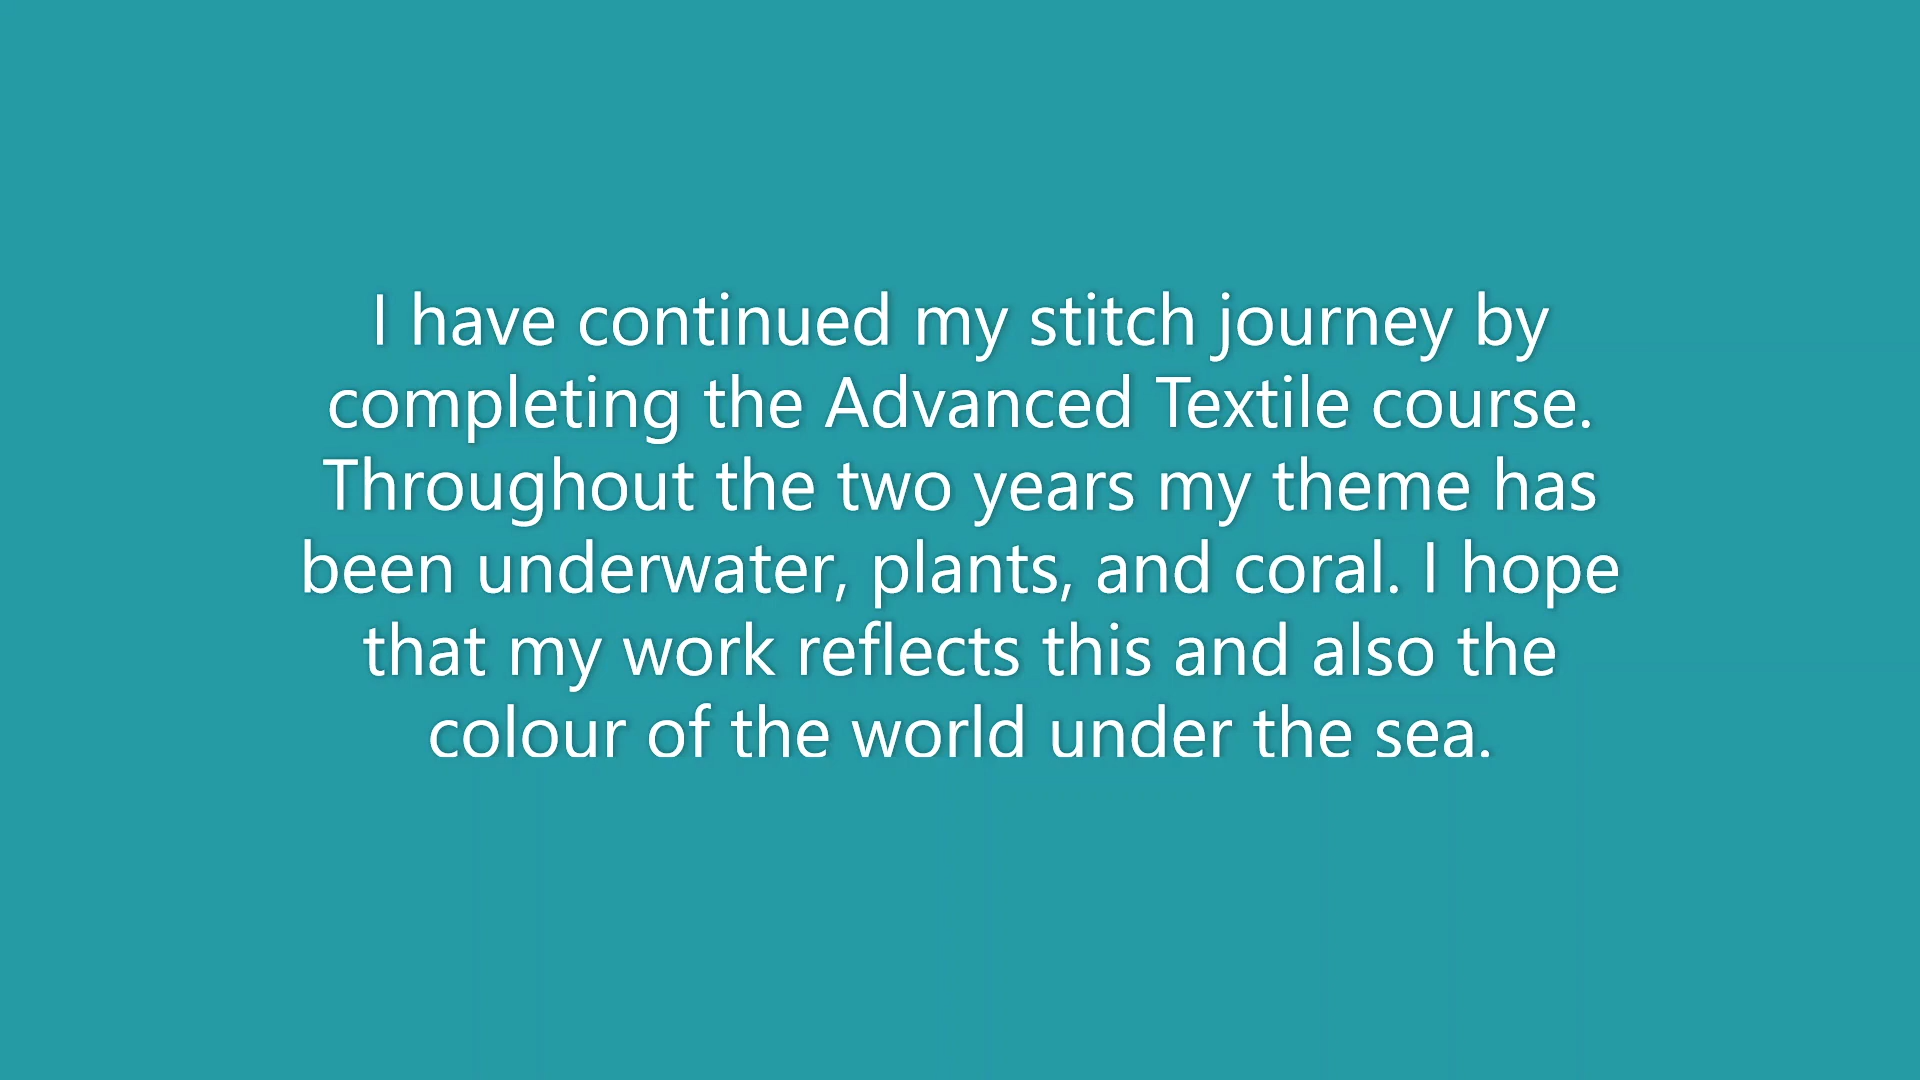 I have continued my stitch journey by
completing the Advanced Textile course.
Throughout the two years my theme has
been underwater, plants, and coral. I hope
that my work reflects this and also the
colour of the world under the sea.